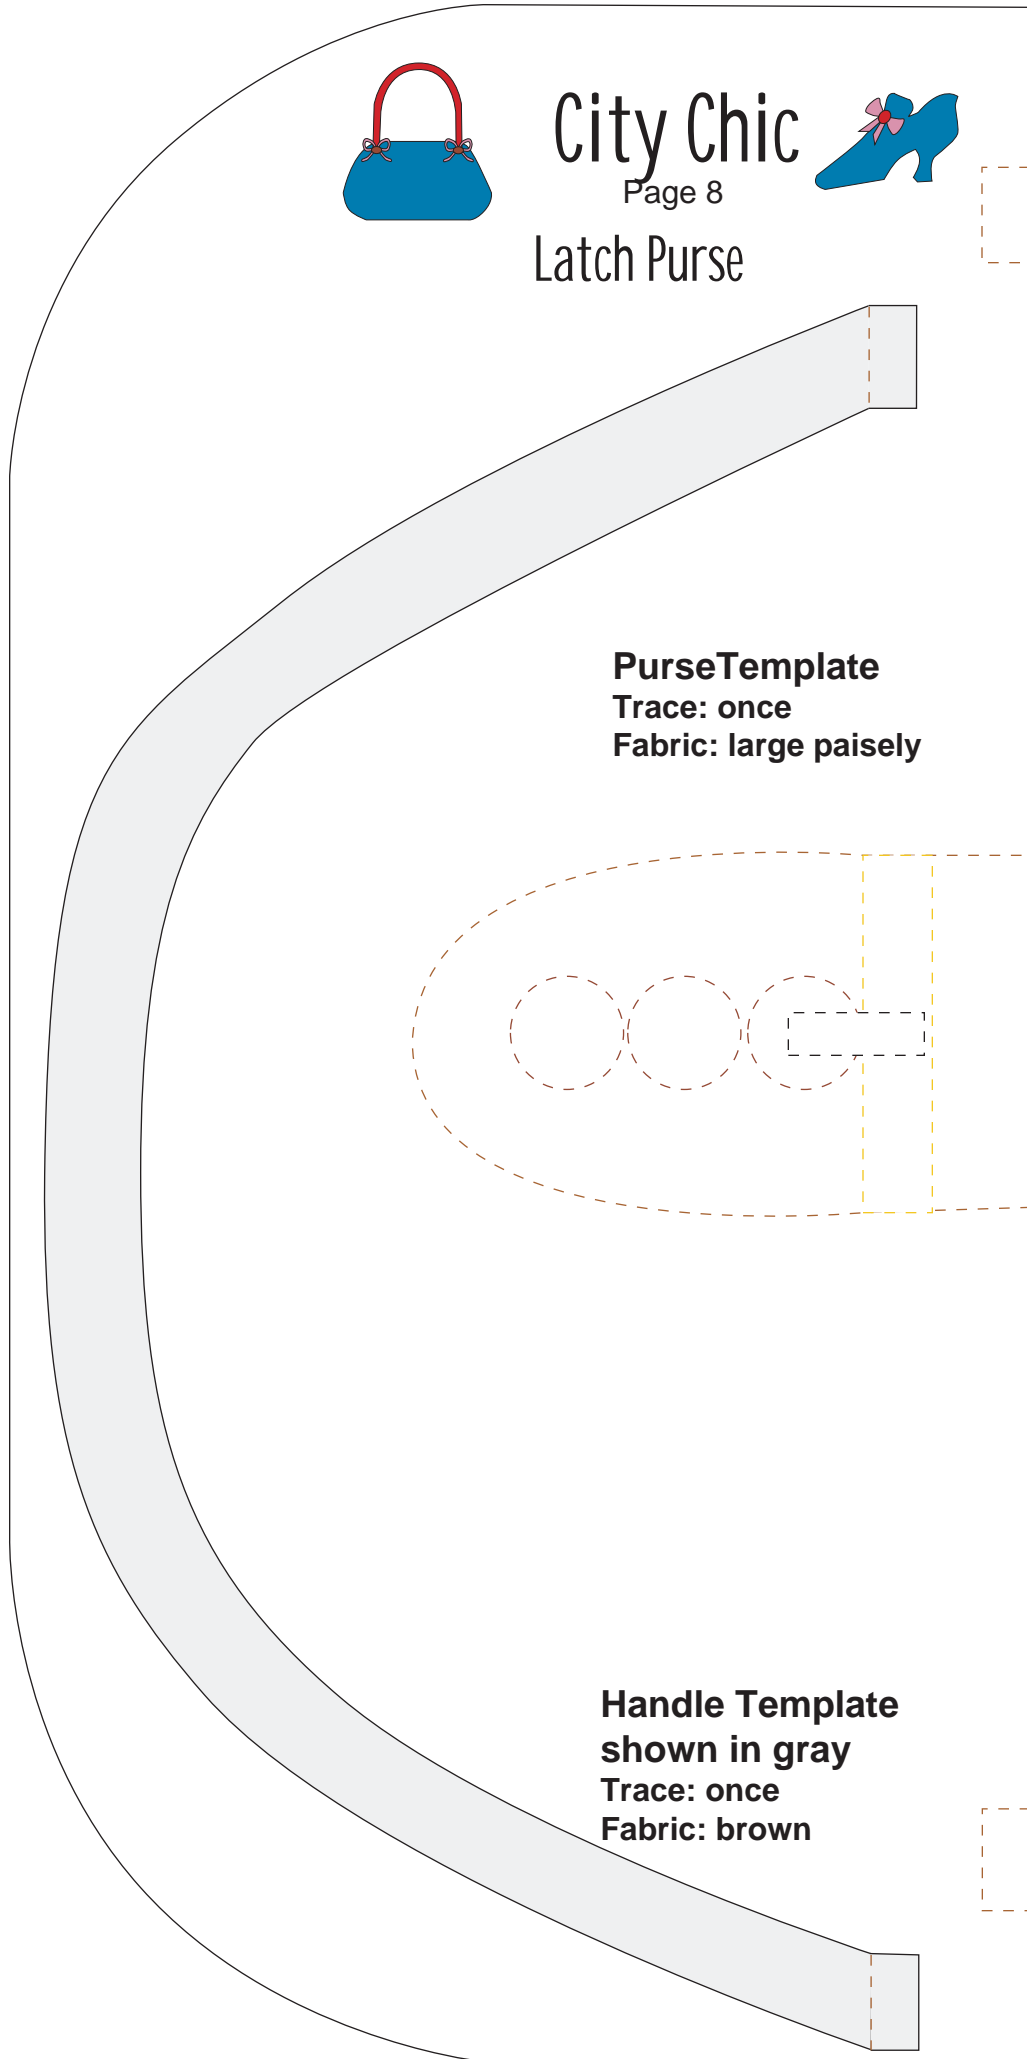 City Chic
Page 8
Latch Purse
PurseTemplate
Trace: once
Fabric: large paisely
Handle Template
shown in gray
Trace: once
Fabric: brown